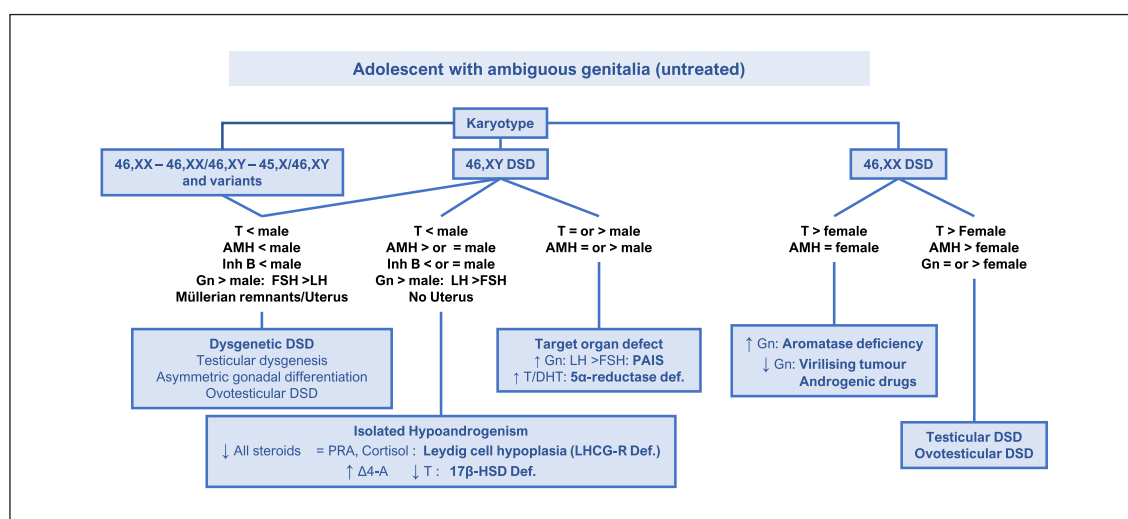 Adolescent with ambiguous genitalia (untreated)
Karyotype
46,XX – 46,XX/46,XY – 45,X/46,XY
and variants
46,XY DSD
46,XX DSD
T < male
AMH < male
Inh B < male
Gn > male: FSH >LH
Müllerian remnants/Uterus
T < male
AMH > or = male
Inh B < or = male
Gn > male: LH >FSH
No Uterus
T = or > male
AMH = or > male
T > female
AMH = female
T > Female
AMH > female
Gn = or > female
Dysgenetic DSD
Testicular dysgenesis
Asymmetric gonadal differentiation
Ovotesticular DSD
Target organ defect
↑ Gn: LH >FSH: PAIS
↑ T/DHT: 5α-reductase def.
↑ Gn: Aromatase deficiency
↓ Gn: Virilising tumour
Androgenic drugs
Isolated Hypoandrogenism
↓ All steroids = PRA, Cortisol : Leydig cell hypoplasia (LHCG-R Def.)
↑ Δ4-A ↓ T : 17β-HSD Def.
Testicular DSD
Ovotesticular DSD